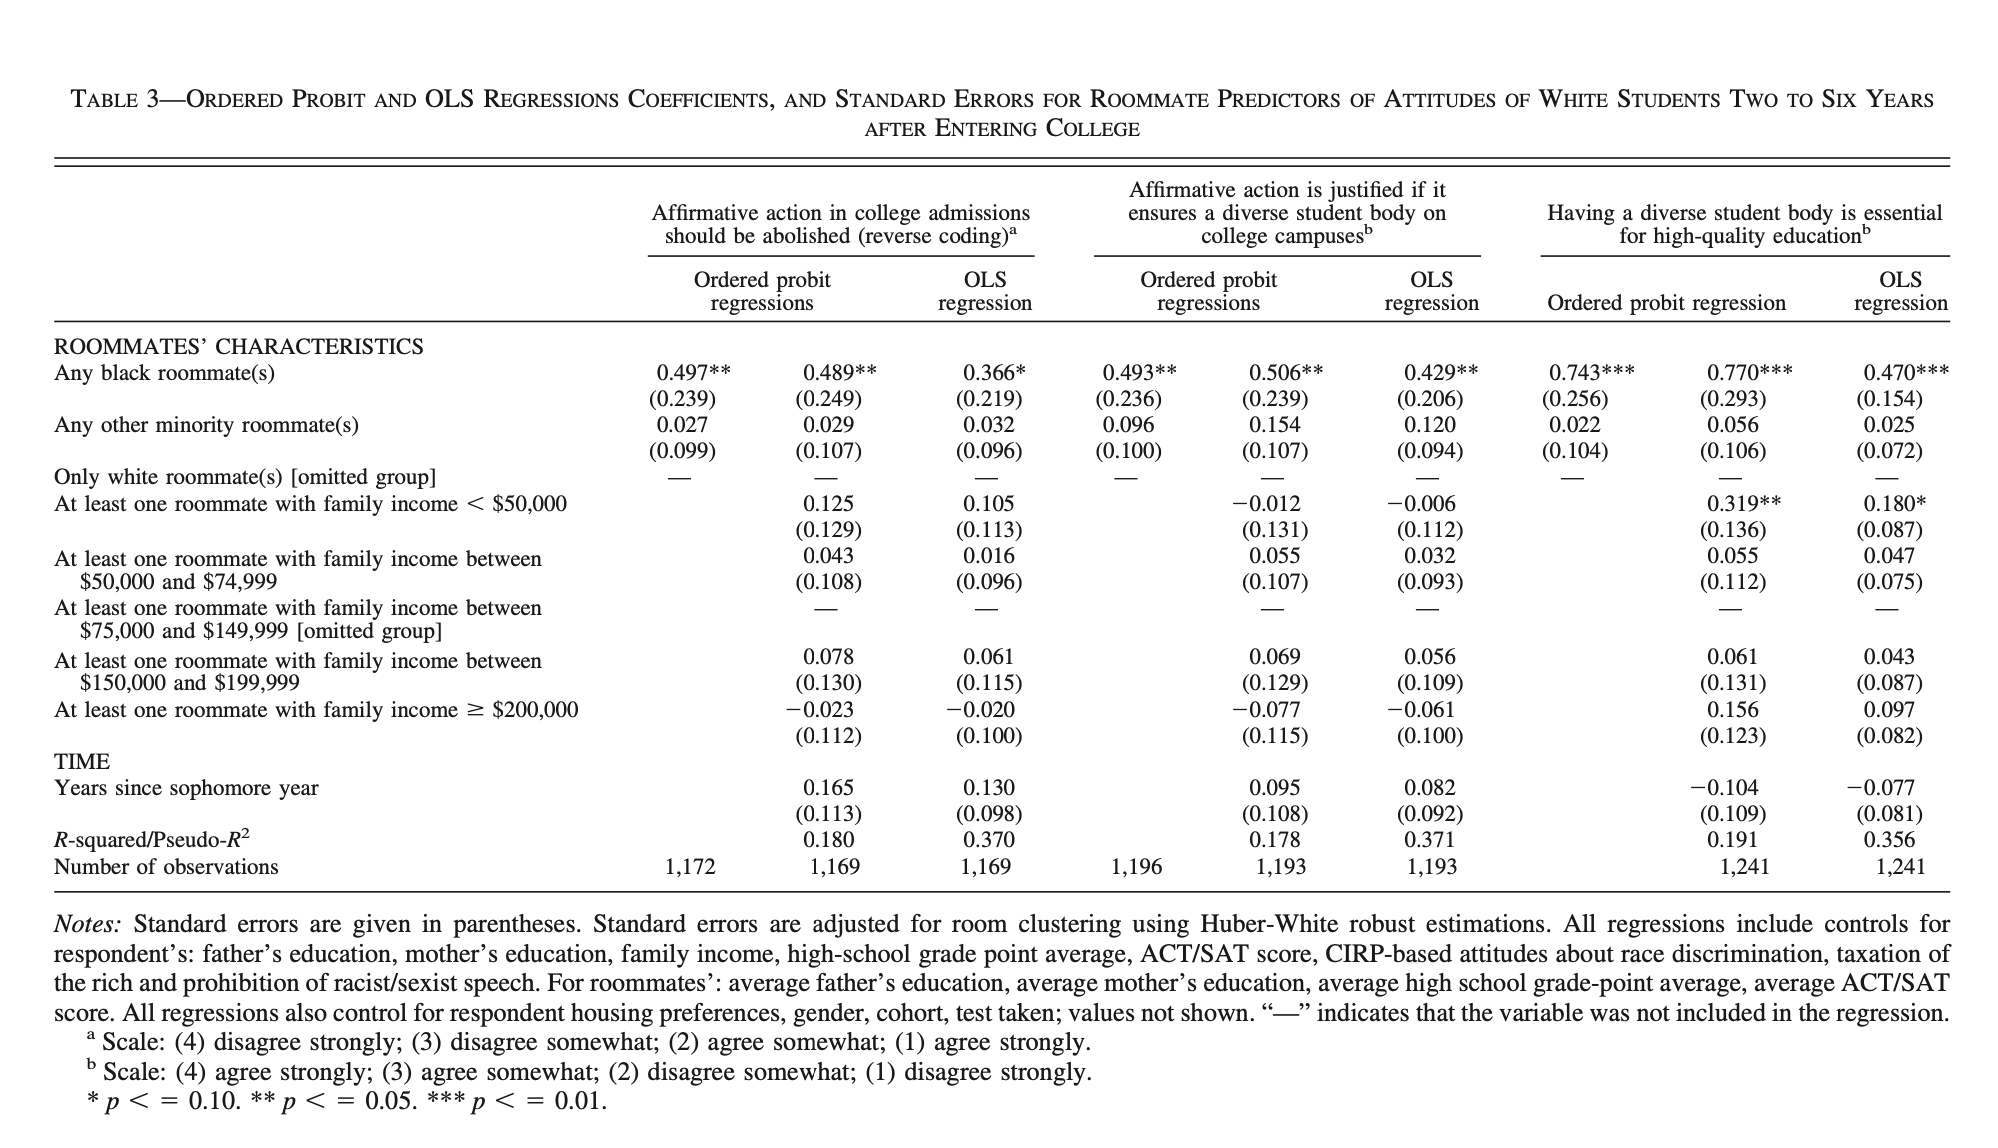 TABLE 3—ORDERED PROBIT AND OLS REGRESSIONS COEFFICIENTS, AND STANDARD ERRORS FOR ROOMMATE PREDICTORS OF ATTITUDES OF WHITE STUDENTS TWO TO SIX YEARS
AFTER ENTERING COLLEGE
Affirmative action in college admissions
should be abolished (reverse coding)a
Affirmative action is justified if it
ensures a diverse student body on
college campusesb
Having a diverse student body is essential
for high-quality educationb
Ordered probit
regressions
OLS
regression
Ordered probit
regressions
OLS
regression
Ordered probit regression
OLS
regression
ROOMMATES' CHARACTERISTICS
Any black roommate(s) 0.497** 0.489** 0.366* 0.493** 0.506** 0.429** 0.743*** 0.770*** 0.470***
(0.239) (0.249) (0.219) (0.236) (0.239) (0.206) (0.256) (0.293) (0.154)
Any other minority roommate(s) 0.027 0.029 0.032 0.096 0.154 0.120 0.022 0.056 0.025
(0.099) (0.107) (0.096) (0.100) (0.107) (0.094) (0.104) (0.106) (0.072)
Only white roommate(s) [omitted group] — — — — — — — — —
At least one roommate with family income < $50,000 0.125 0.105 −0.012 −0.006 0.319** 0.180*
(0.129) (0.113) (0.131) (0.112) (0.136) (0.087)
At least one roommate with family income between 0.043 0.016 0.055 0.032 0.055 0.047
$50,000 and $74,999 (0.108) (0.096) (0.107) (0.093) (0.112) (0.075)
At least one roommate with family income between — — — — — —
$75,000 and $149,999 [omitted group]
At least one roommate with family income between 0.078 0.061 0.069 0.056 0.061 0.043
$150,000 and $199,999 (0.130) (0.115) (0.129) (0.109) (0.131) (0.087)
At least one roommate with family income ≥ $200,000 −0.023 −0.020 −0.077 −0.061 0.156 0.097
(0.112) (0.100) (0.115) (0.100) (0.123) (0.082)
TIME
Years since sophomore year 0.165 0.130 0.095 0.082 −0.104 −0.077
(0.113) (0.098) (0.108) (0.092) (0.109) (0.081)
R-squared/Pseudo-R2 0.180 0.370 0.178 0.371 0.191 0.356
Number of observations 1,172 1,169 1,169 1,196 1,193 1,193 1,241 1,241
Notes: Standard errors are given in parentheses. Standard errors are adjusted for room clustering using Huber-White robust estimations. All regressions include controls for
respondent's: father's education, mother's education, family income, high-school grade point average, ACT/SAT score, CIRP-based attitudes about race discrimination, taxation of
the rich and prohibition of racist/sexist speech. For roommates': average father's education, average mother's education, average high school grade-point average, average ACT/SAT
score. All regressions also control for respondent housing preferences, gender, cohort, test taken; values not shown. "—" indicates that the variable was not included in the regression.
a Scale: (4) disagree strongly; (3) disagree somewhat; (2) agree somewhat; (1) agree strongly.
b Scale: (4) agree strongly; (3) agree somewhat; (2) disagree somewhat; (1) disagree strongly.
* p < = 0.10. ** p < = 0.05. *** p < = 0.01.